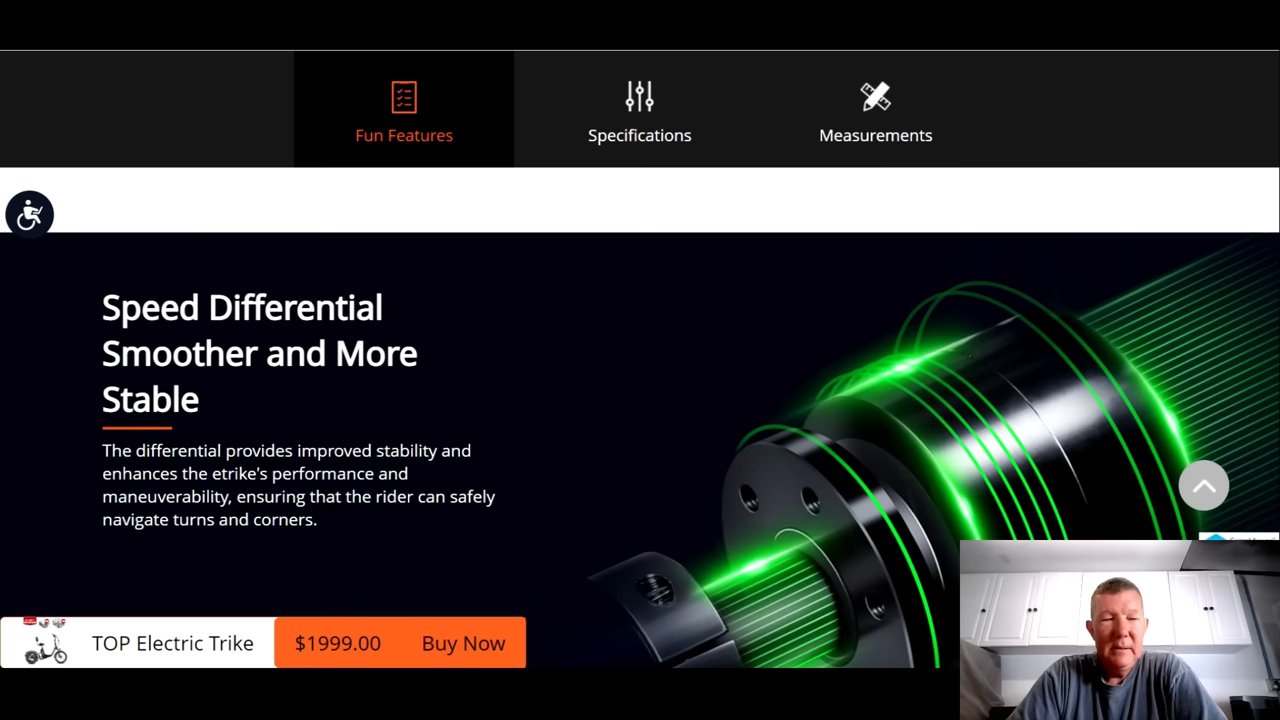 Fun Features
Specifications
Measurements
Speed Differential
Smoother and More
Stable
The differential provides improved stability and
enhances the etrike's performance and
maneuverability, ensuring that the rider can safely
navigate turns and corners.
TOP Electric Trike
$1999.00
Buy Now